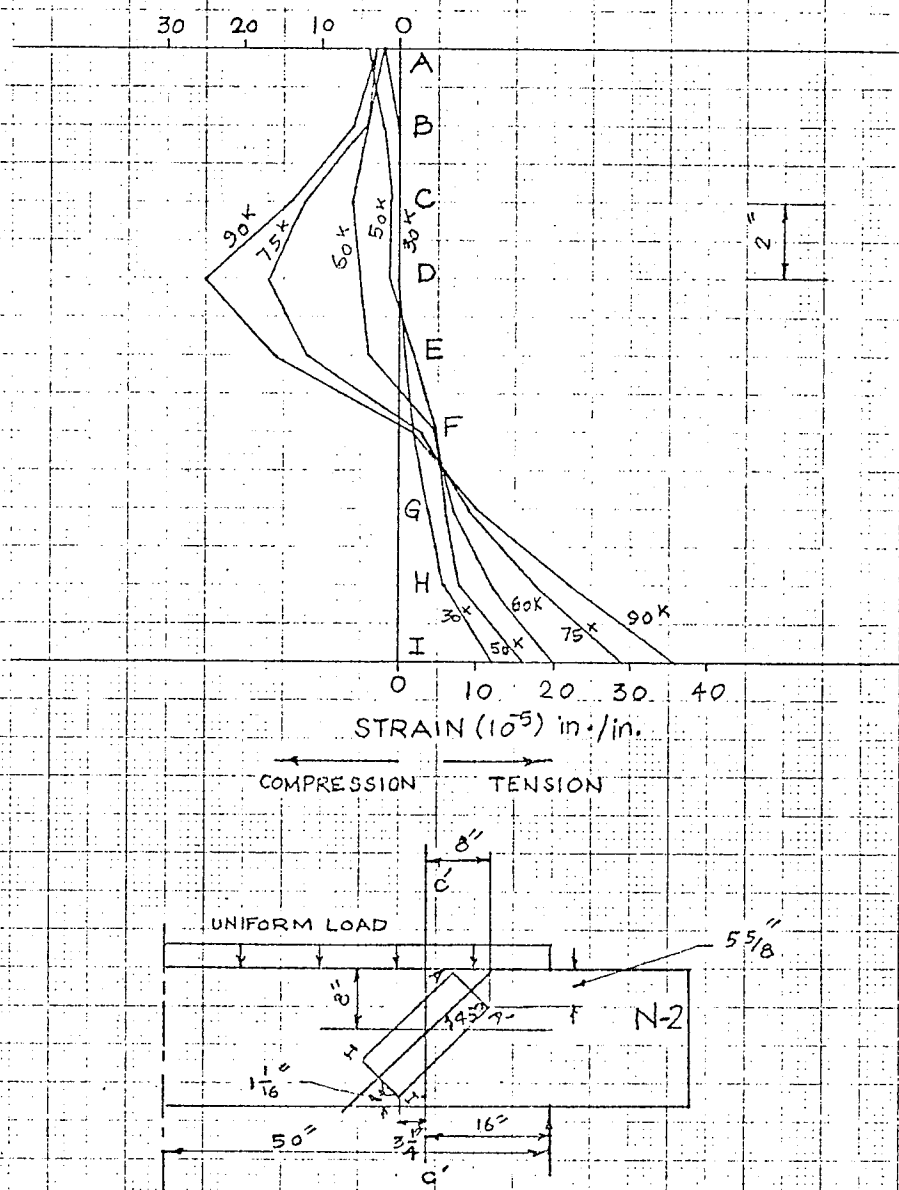 30 20 10 0
A
B
C
D
E
F
G
H
I
90K
75K
60K
50K
30K
2"
30K
50K
60K
75K
90K
0 10 20 30 40
STRAIN (10⁻⁵) in./in.
COMPRESSION TENSION
8"
C'
UNIFORM LOAD
5 5/8"
8"
A
45°
A'
N-2
H
I
1 1/16"
50"
3 1/4"
16"
C'